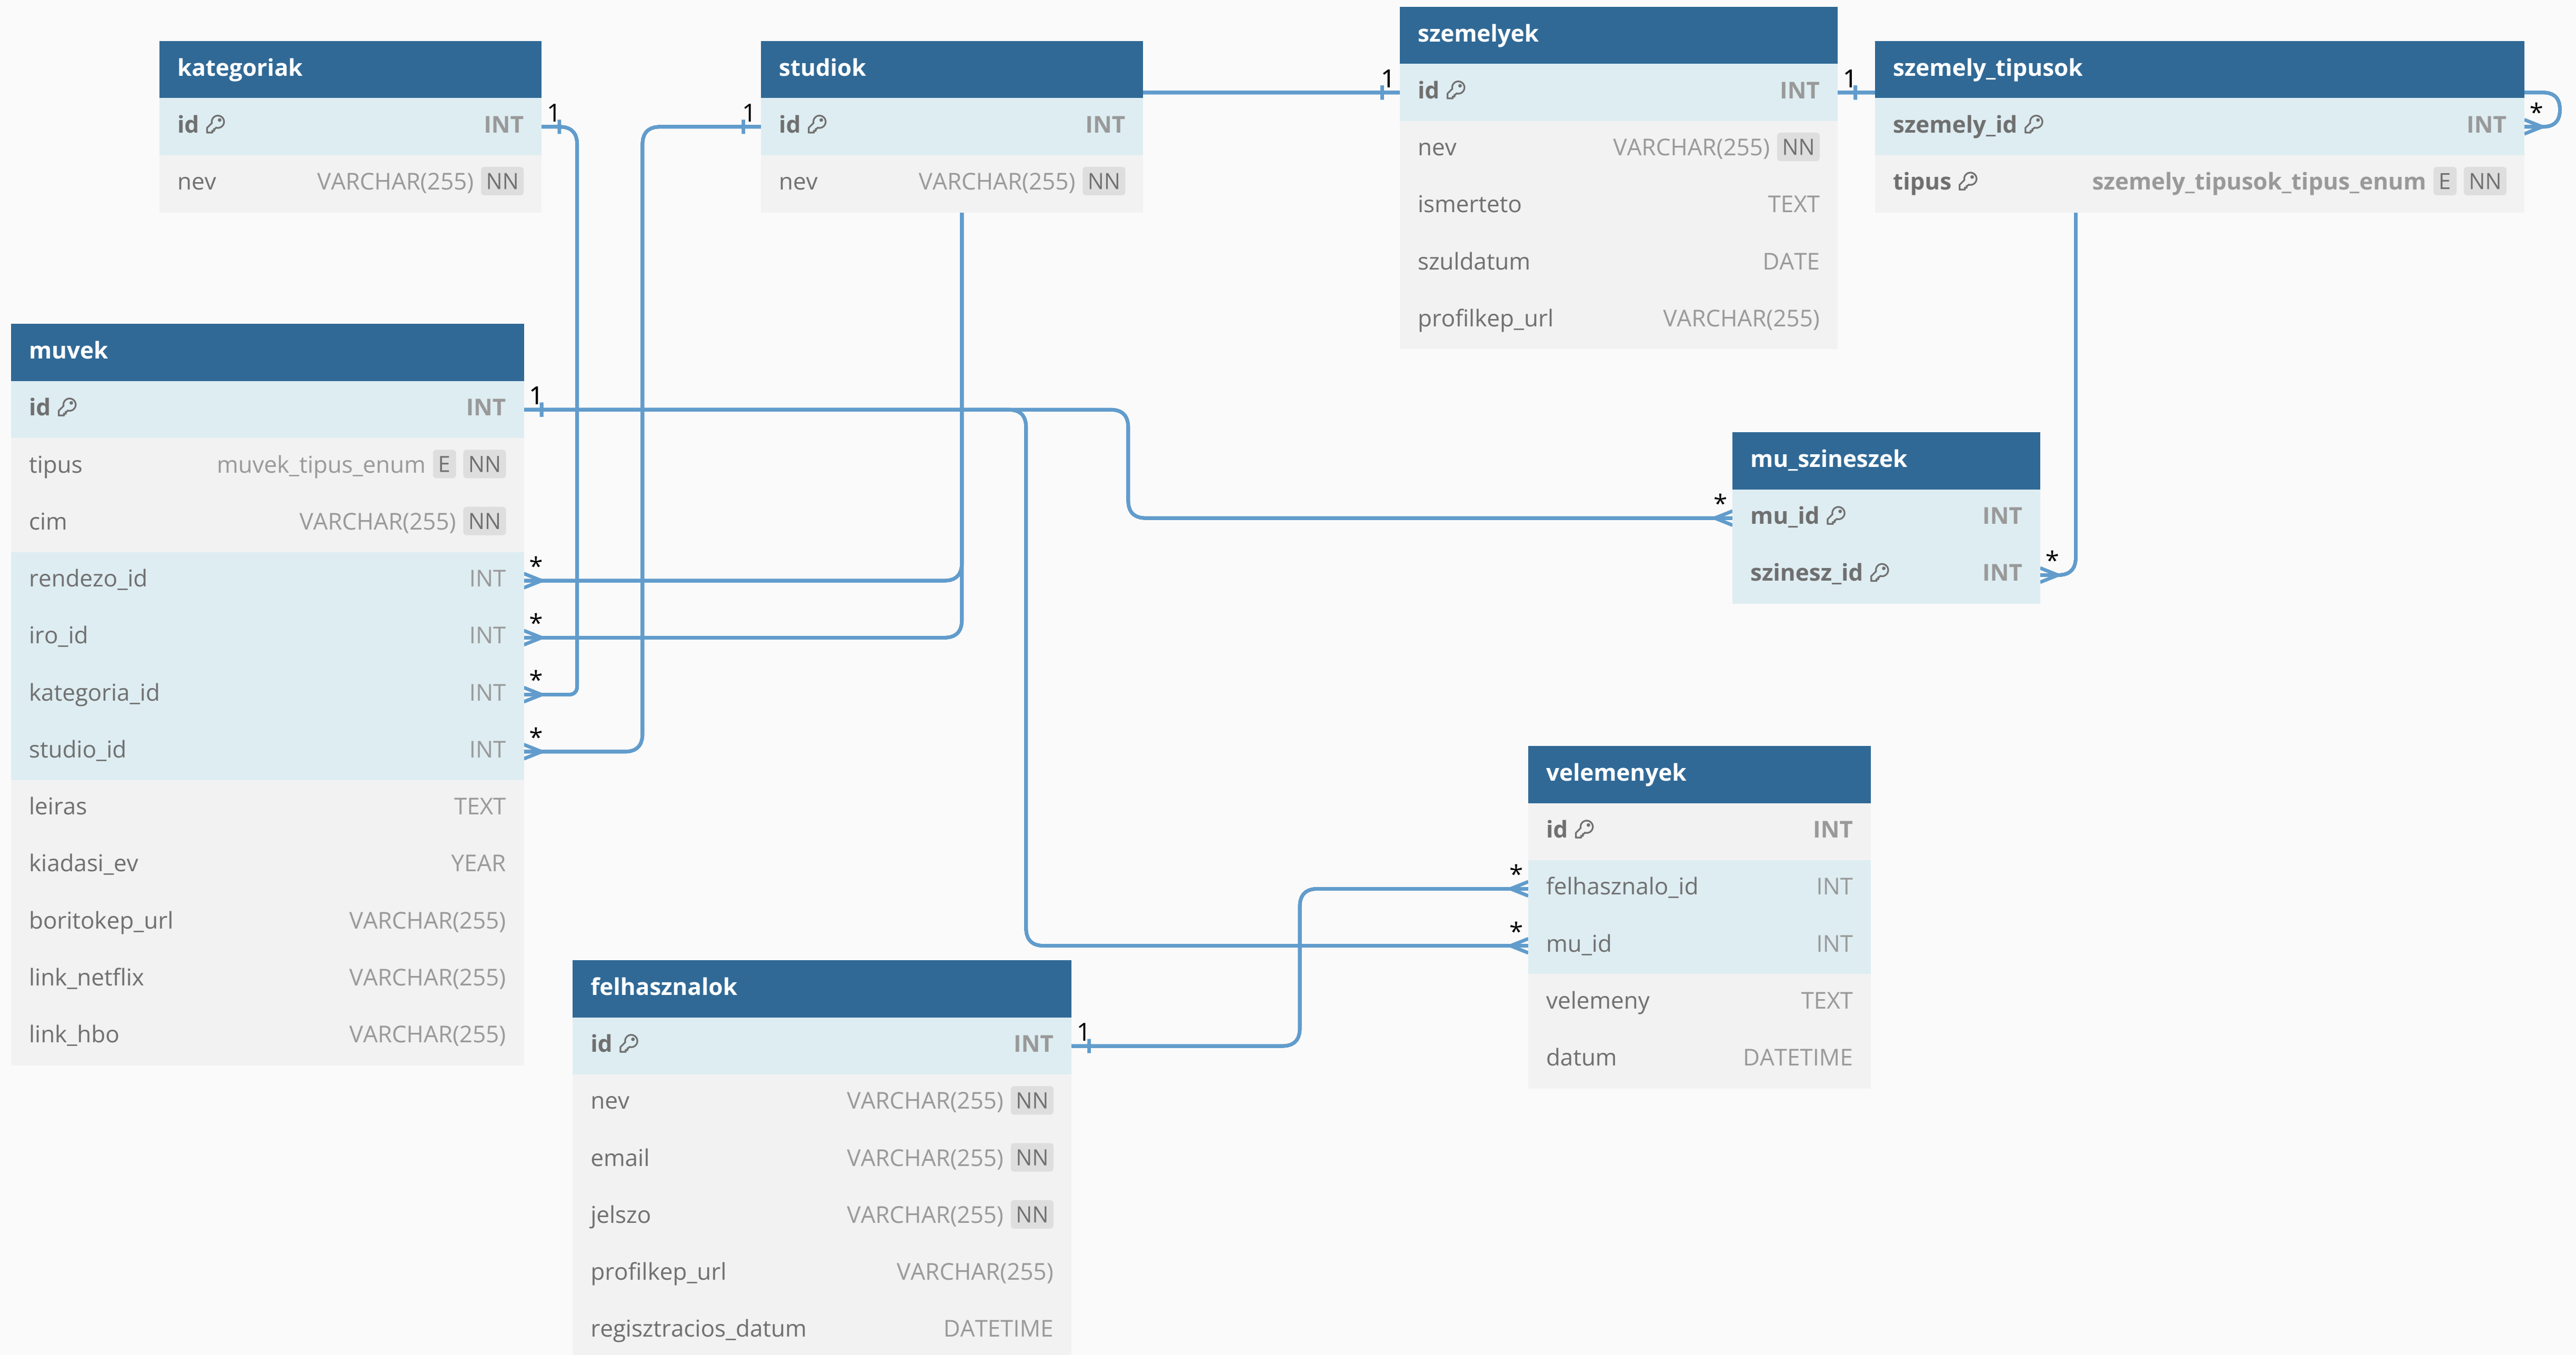 kategoriak
id INT
nev VARCHAR(255) NN
studiok
id INT
nev VARCHAR(255) NN
szemelyek
id INT
nev VARCHAR(255) NN
ismerteto TEXT
szuldatum DATE
profilkep_url VARCHAR(255)
szemely_tipusok
szemely_id INT
tipus szemely_tipusok_tipus_enum E NN
1
1
1
1
*
muvek
id INT
tipus muvek_tipus_enum E NN
cim VARCHAR(255) NN
rendezo_id INT
iro_id INT
kategoria_id INT
studio_id INT
leiras TEXT
kiadasi_ev YEAR
boritokep_url VARCHAR(255)
link_netflix VARCHAR(255)
link_hbo VARCHAR(255)
1
*
*
*
*
mu_szineszek
mu_id INT
szinesz_id INT
*
*
velemenyek
id INT
felhasznalo_id INT
mu_id INT
velemeny TEXT
datum DATETIME
*
*
felhasznalok
id INT
nev VARCHAR(255) NN
email VARCHAR(255) NN
jelszo VARCHAR(255) NN
profilkep_url VARCHAR(255)
regisztracios_datum DATETIME
1